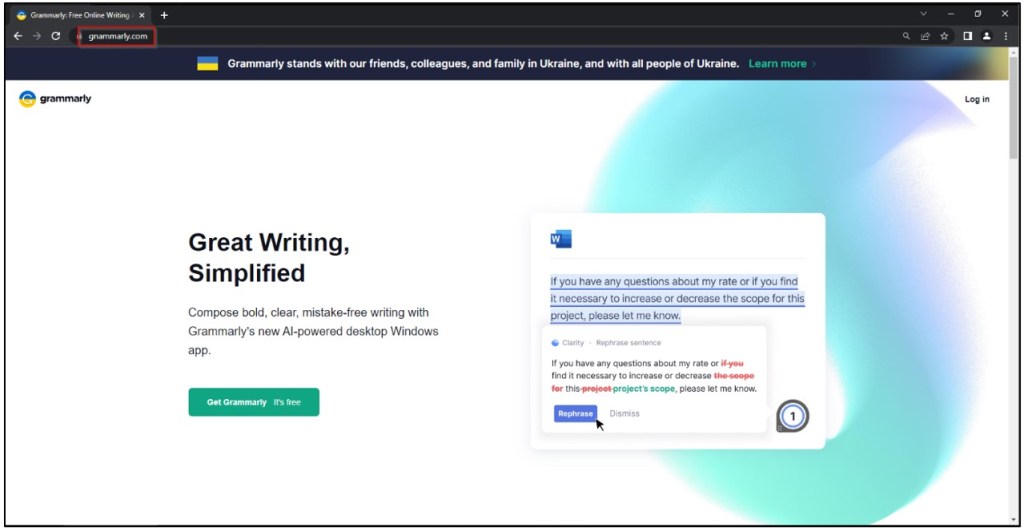 Grammarly: Free Online Writing
gnammarly.com
Grammarly stands with our friends, colleagues, and family in Ukraine, and with all people of Ukraine. Learn more
grammarly
Log in
Great Writing,
Simplified
Compose bold, clear, mistake-free writing with
Grammarly's new AI-powered desktop Windows
app.
Get Grammarly It's free
W
If you have any questions about my rate or if you find
it necessary to increase or decrease the scope for this
project, please let me know.
Clarity · Rephrase sentence
If you have any questions about my rate or if you
find it necessary to increase or decrease the scope
for this project project's scope, please let me know.
Rephrase Dismiss
1